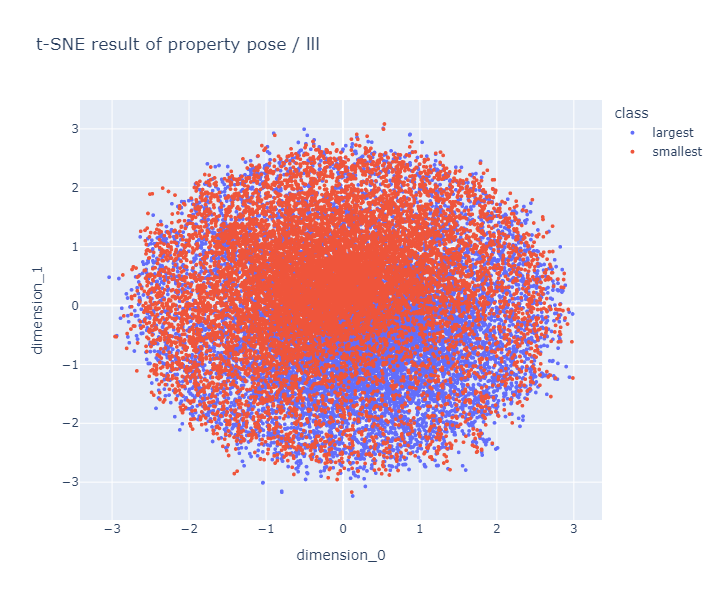 t-SNE result of property pose / lll
class
largest
smallest
dimension_1
3
2
1
0
−1
−2
−3
−3
−2
−1
0
1
2
3
dimension_0